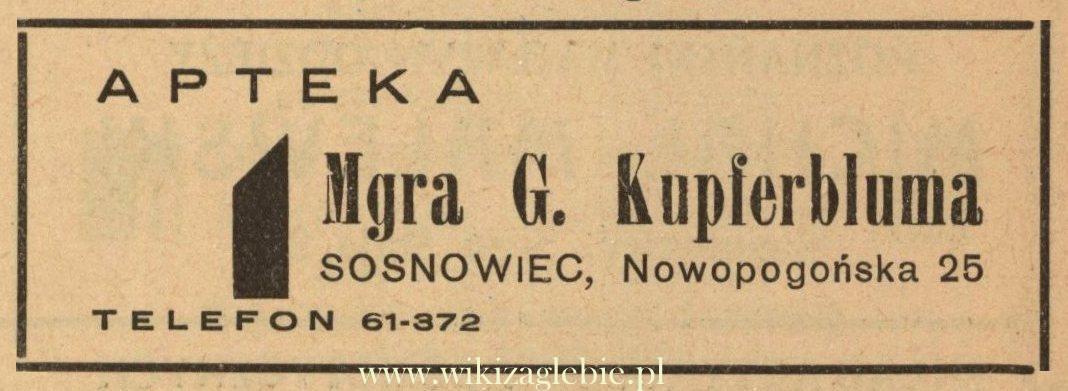 APTEKA
Mgra G. Kupferbluma
SOSNOWIEC, Nowopogońska 25
TELEFON 61-372
www.wikizaglebie.pl